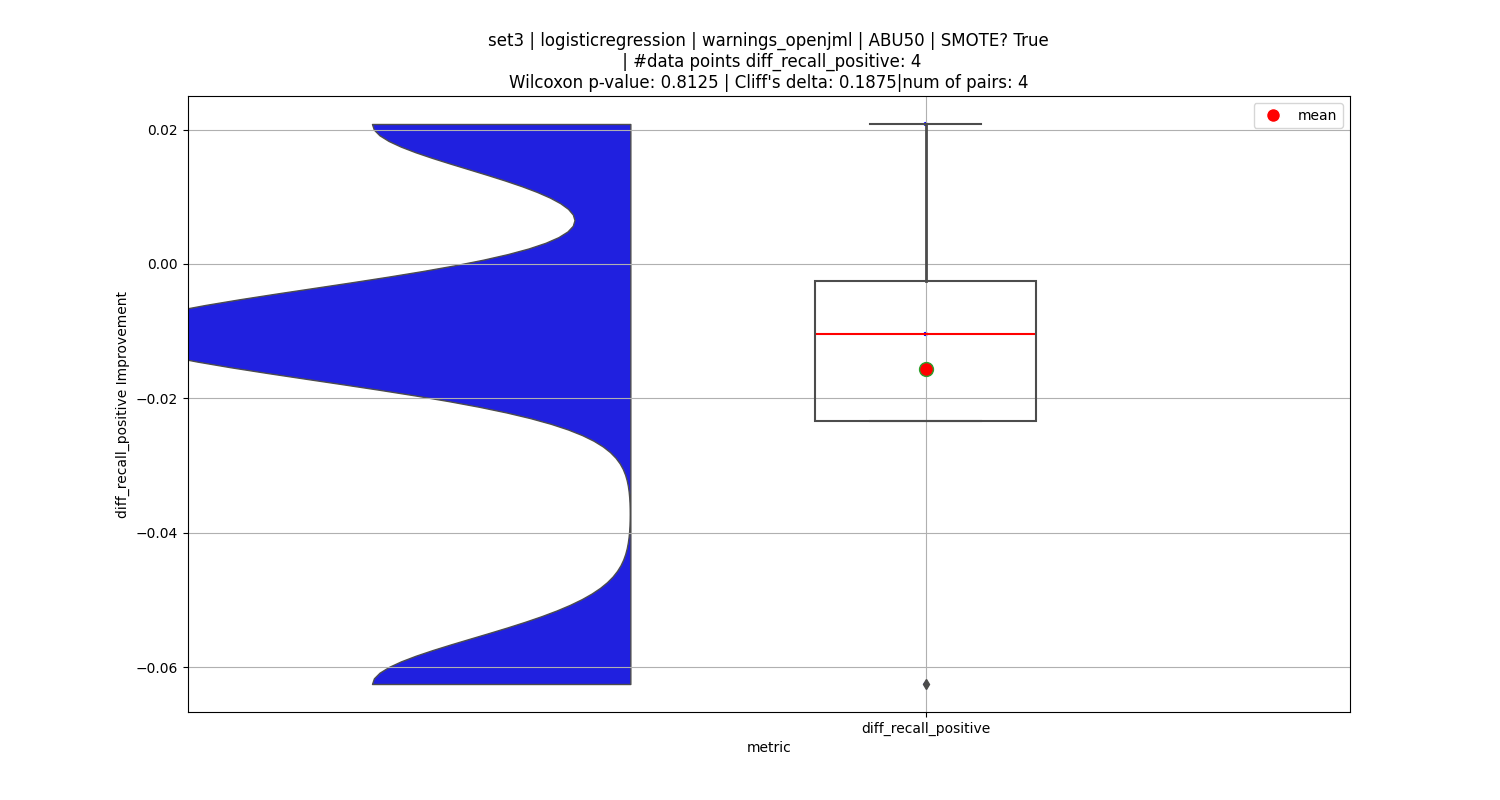 set3 | logisticregression | warnings_openjml | ABU50 | SMOTE? True
| #data points diff_recall_positive: 4
Wilcoxon p-value: 0.8125 | Cliff's delta: 0.1875|num of pairs: 4
mean
0.02
0.00
−0.02
−0.04
−0.06
diff_recall_positive Improvement
diff_recall_positive
metric